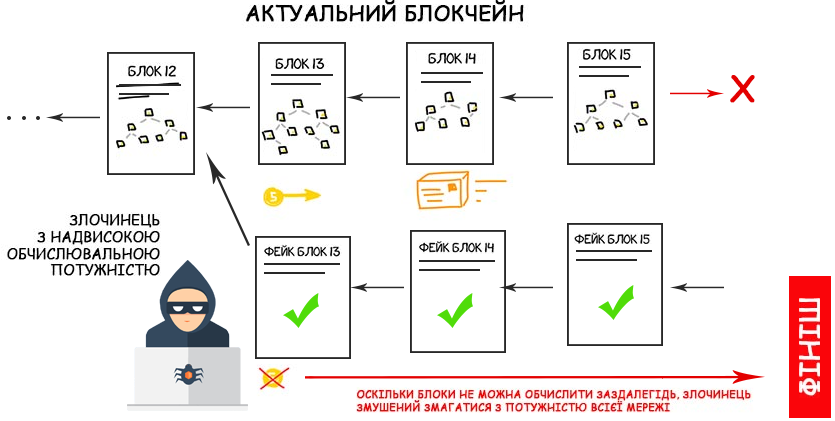 АКТУАЛЬНИЙ БЛОКЧЕЙН
БЛОК 12
БЛОК 13
БЛОК 14
БЛОК 15
X
5
ЗЛОЧИНЕЦЬ
З НАДВИСОКОЮ
ОБЧИСЛЮВАЛЬНОЮ
ПОТУЖНІСТЮ
ФЕЙК БЛОК 13
ФЕЙК БЛОК 14
ФЕЙК БЛОК 15
ФІНІШ
ОСКІЛЬКИ БЛОКИ НЕ МОЖНА ОБЧИСЛИТИ ЗАЗДАЛЕГІДЬ, ЗЛОЧИНЕЦЬ
ЗМУШЕНИЙ ЗМАГАТИСЯ З ПОТУЖНІСТЮ ВСІЄЇ МЕРЕЖІ